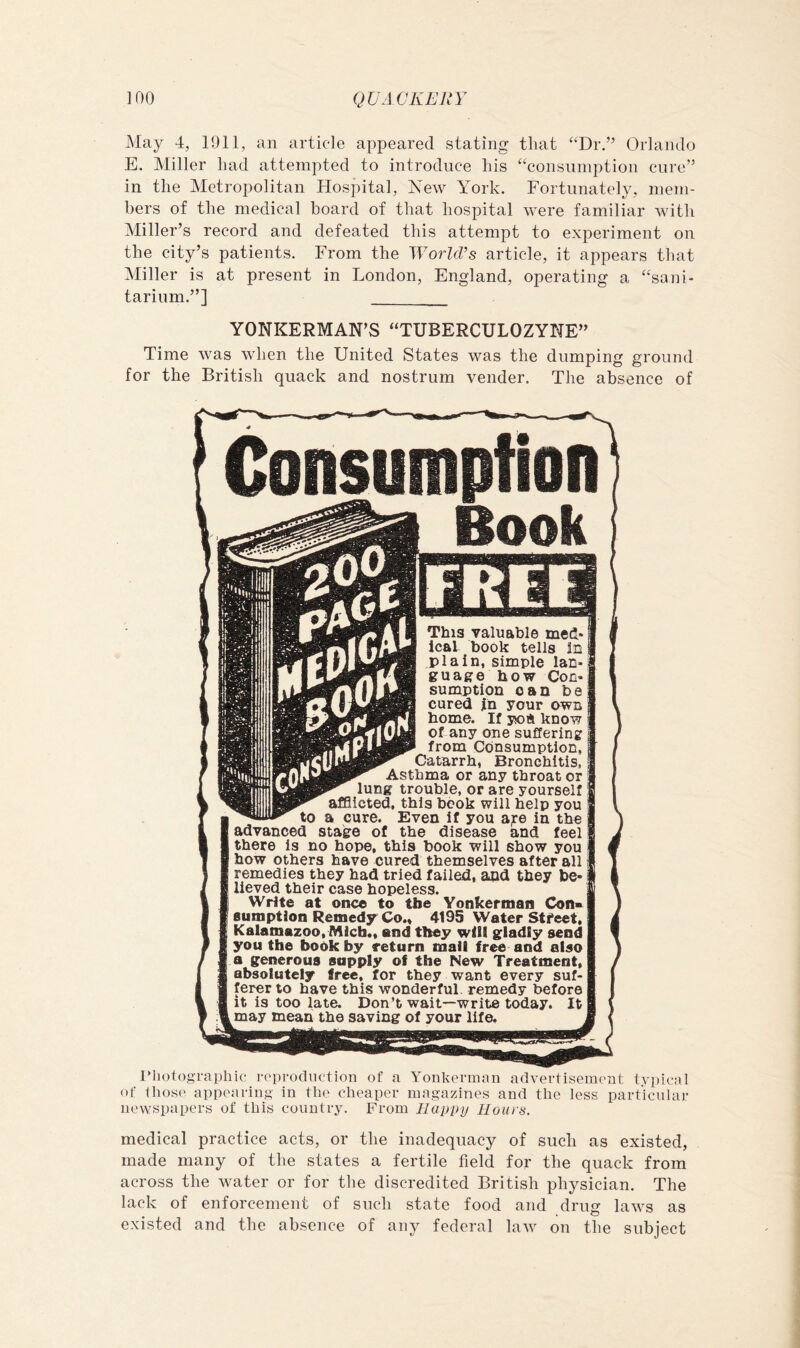 100 QUACKERY
May 4, 1911, an article appeared stating that “Dr.” Orlando
E. Miller had attempted to introduce his “consumption cure”
in the Metropolitan Hospital, New York. Fortunately, mem-
bers of the medical board of that hospital were familiar with
Miller’s record and defeated this attempt to experiment on
the city’s patients. From the World’s article, it appears that
Miller is at present in London, England, operating a “sani-
tarium.”]
YONKERMAN’S “TUBERCULOZYNE”
Time was when the United States was the dumping ground
for the British quack and nostrum vender. The absence of
Consumption
Book
FREE
200
PAGE
MEDICAL
BOOK
ON
CONSUMPTION
This valuable med-
ical book tells in
plain, simple lan-
guage how Con-
sumption can be
cured in your own
home. If you know
of any one suffering
from Consumption,
Catarrh, Bronchitis,
Asthma or any throat or
lung trouble, or are yourself
afflicted, this book will help you
to a cure. Even if you are in the
advanced stage of the disease and feel
there is no hope, this book will show you
how others have cured themselves after all
remedies they had tried failed, and they be-
lieved their case hopeless.
Write at once to the Yonkerman Con-
sumption Remedy Co., 4195 Water Street,
Kalamazoo, Mich., and they will gladly send
you the book by return mail free and also
a generous supply of the New Treatment,
absolutely free, for they want every suf-
ferer to have this wonderful remedy before
it is too late. Don’t wait—write today. It
may mean the saving of your life.
Photographic reproduction of a Yonkerman advertisement typical
of those appearing in the cheaper magazines and the less particular
newspapers of this country. From Happy Hours.
medical practice acts, or the inadequacy of such as existed,
made many of the states a fertile field for the quack from
across the water or for the discredited British physician. The
lack of enforcement of such state food and drug laws as
existed and the absence of any federal law on the subject